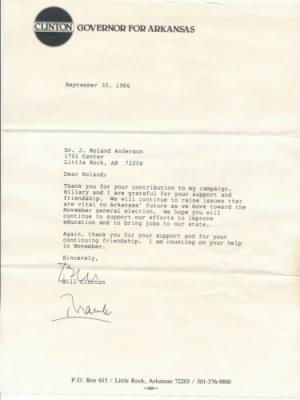 CLINTON GOVERNOR FOR ARKANSAS
September 30, 1986
Dr. J. Roland Anderson
1701 Center
Little Rock, AR 72206
Dear Roland:
Thank you for your contribution to my campaign.
Hillary and I are grateful for your support and
friendship. We will continue to raise issues that
are vital to Arkansas' future as we move toward the
November general election. We hope you will
continue to support our efforts to improve
education and to bring jobs to our state.
Again, thank you for your support and for your
continuing friendship. I am counting on your help
in November.
Sincerely,
Bill
Bill Clinton
Thanks
P.O. Box 615 / Little Rock, Arkansas 72203 / 501-376-9800